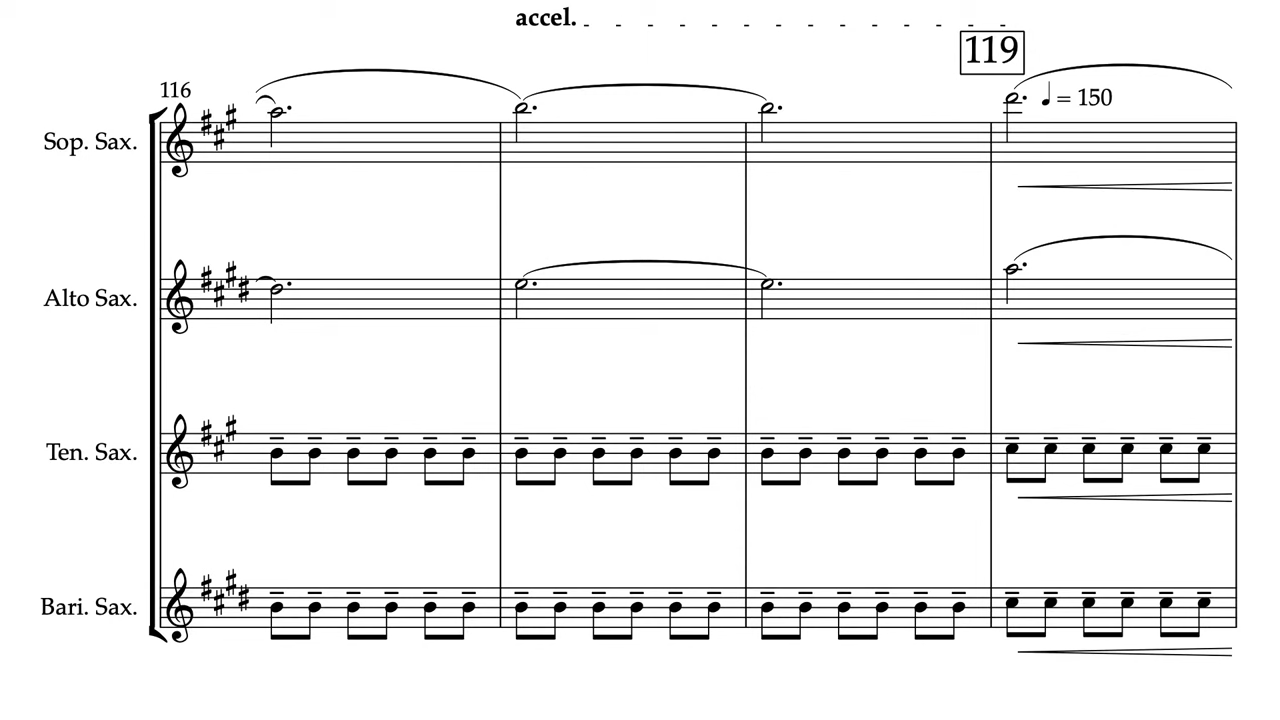 accel.
119
116
♩ = 150
Sop. Sax.
Alto Sax.
Ten. Sax.
Bari. Sax.